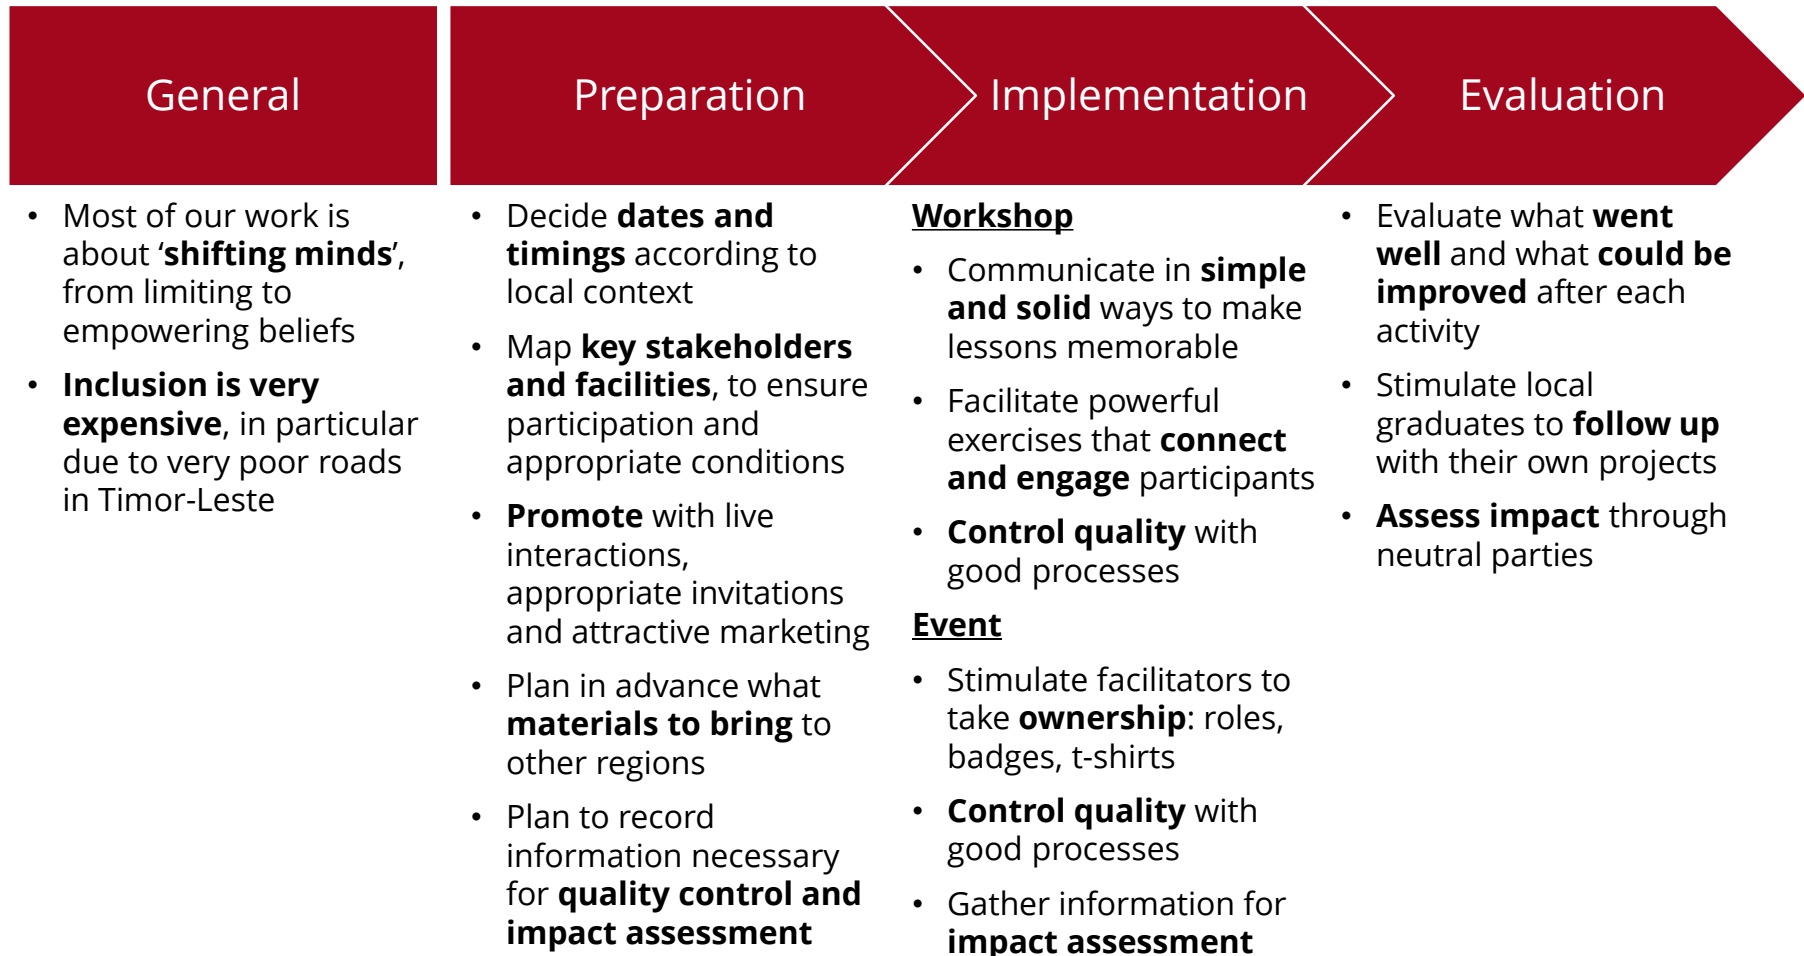 General
Preparation
Implementation
Evaluation
• Most of our work is
about ‘shifting minds’,
from limiting to
empowering beliefs
• Inclusion is very
expensive, in particular
due to very poor roads
in Timor-Leste
• Decide dates and
timings according to
local context
• Map key stakeholders
and facilities, to ensure
participation and
appropriate conditions
• Promote with live
interactions,
appropriate invitations
and attractive marketing
• Plan in advance what
materials to bring to
other regions
• Plan to record
information necessary
for quality control and
impact assessment
Workshop
• Communicate in simple
and solid ways to make
lessons memorable
• Facilitate powerful
exercises that connect
and engage participants
• Control quality with
good processes
Event
• Stimulate facilitators to
take ownership: roles,
badges, t-shirts
• Control quality with
good processes
• Gather information for
impact assessment
• Evaluate what went
well and what could be
improved after each
activity
• Stimulate local
graduates to follow up
with their own projects
• Assess impact through
neutral parties